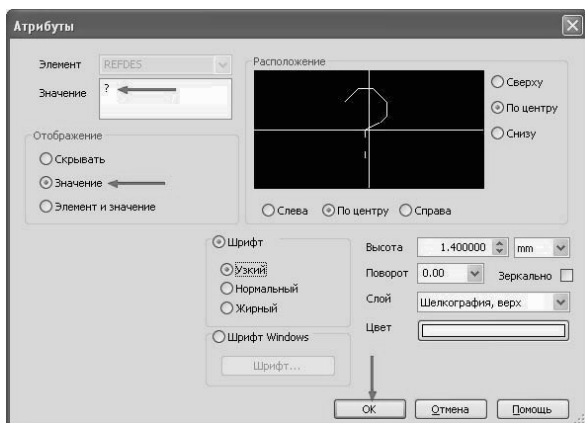 Атрибуты
Элемент REFDES
Значение ?
Отображение
Скрывать
Значение
Элемент и значение
Расположение
Сверху
По центру
Снизу
Слева По центру Справа
Шрифт
Узкий
Нормальный
Жирный
Шрифт Windows
Шрифт...
Высота 1.400000 mm
Поворот 0.00 Зеркально
Слой Шелкография, верх
Цвет
OK Отмена Помощь